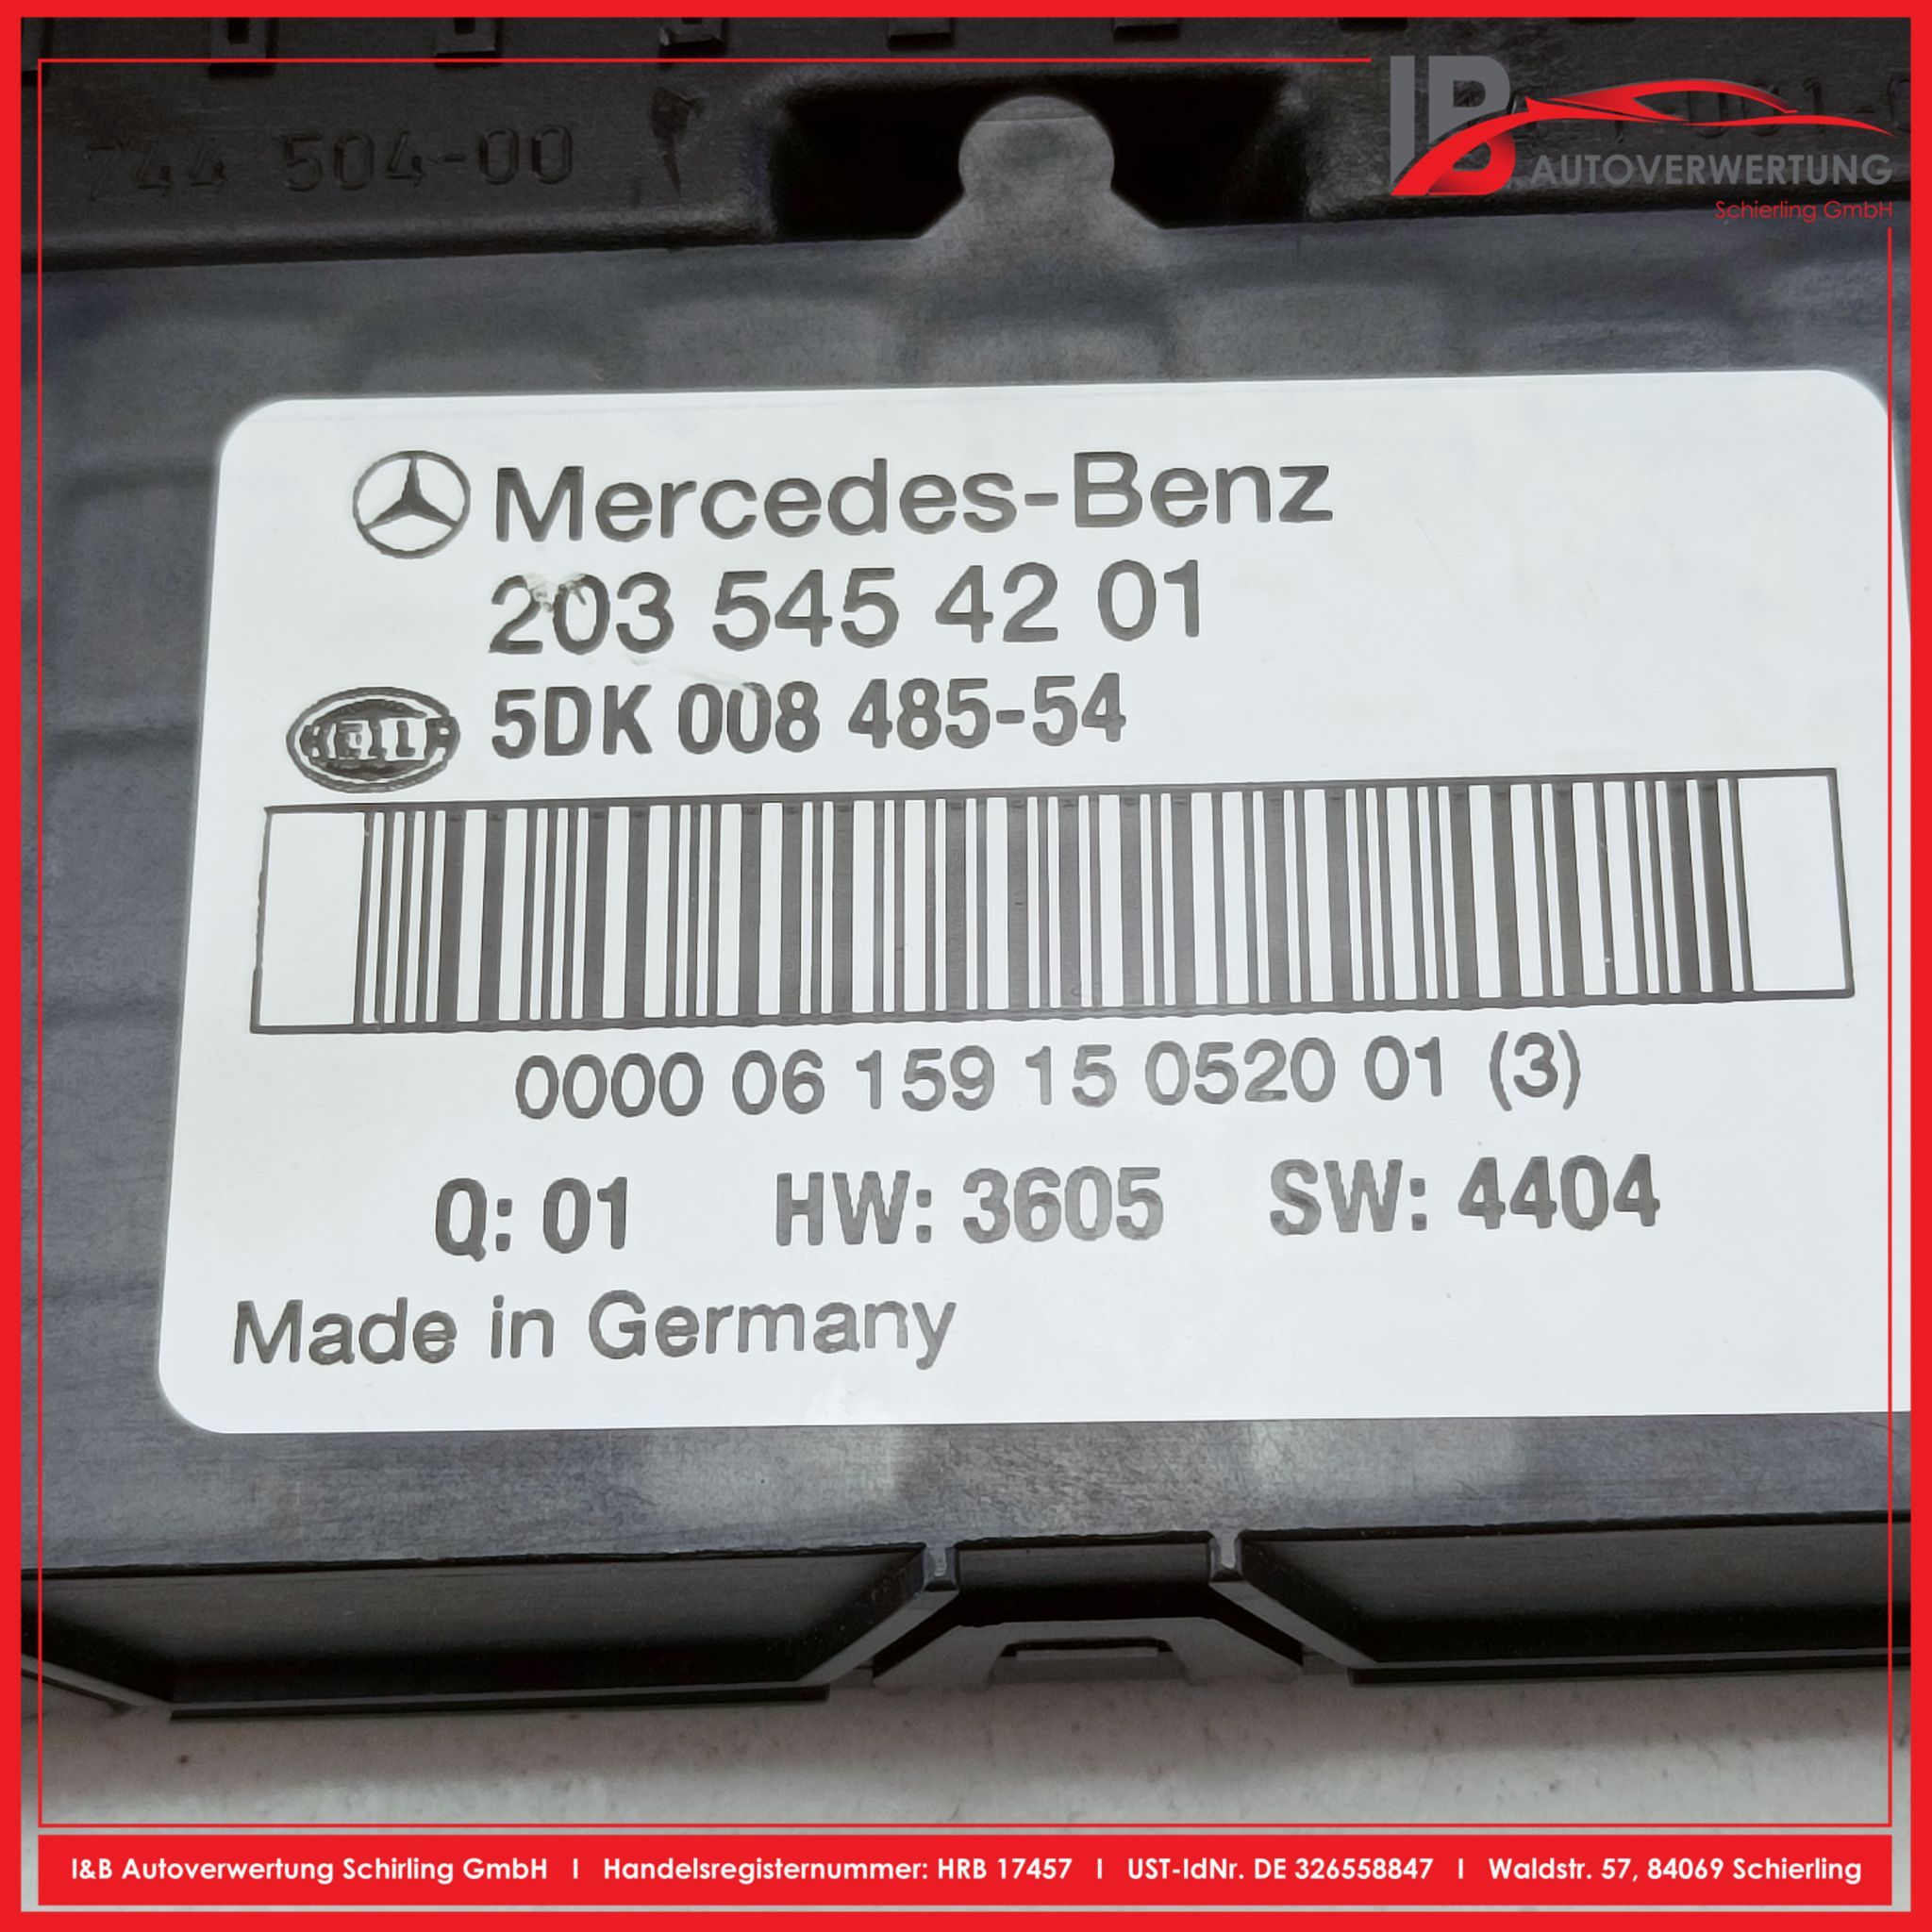 744 504-00
IB
AUTOVERWERTUNG
Schierling GmbH
Mercedes-Benz
203 545 42 01
HELLA 5DK 008 485-54
0000 06 159 15 0520 01 (3)
Q: 01 HW: 3605 SW: 4404
Made in Germany
I&B Autoverwertung Schirling GmbH I Handelsregisternummer: HRB 17457 I UST-IdNr. DE 326558847 I Waldstr. 57, 84069 Schierling